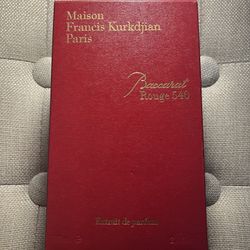 Maison
Francis Kurkdjian
Paris
Baccarat
Rouge 540
Extrait de parfum